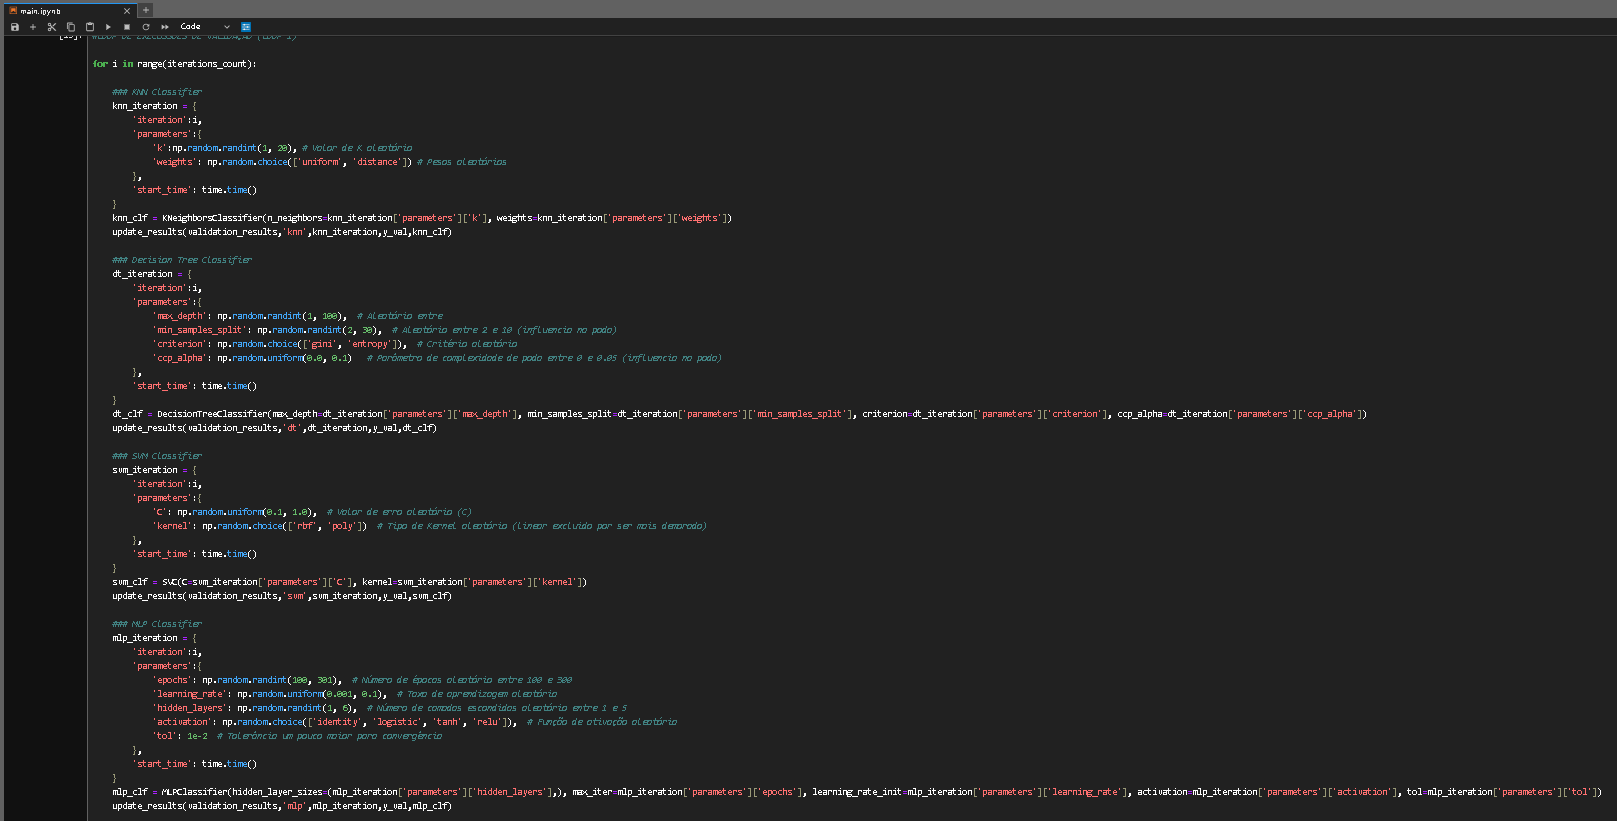 main.ipynb
Code
#LOOP DE EXECUSSÕES DE VALIDAÇÃO (LOOP 1)
for i in range(iterations_count):
### KNN Classifier
knn_iteration = {
'iteration':i,
'parameters':{
'k':np.random.randint(1, 20), # Valor de K aleatório
'weights': np.random.choice(['uniform', 'distance']) # Pesos aleatórios
},
'start_time': time.time()
}
knn_clf = KNeighborsClassifier(n_neighbors=knn_iteration['parameters']['k'], weights=knn_iteration['parameters']['weights'])
update_results(validation_results,'knn',knn_iteration,y_val,knn_clf)
### Decision Tree Classifier
dt_iteration = {
'iteration':i,
'parameters':{
'max_depth': np.random.randint(1, 100), # Aleatório entre
'min_samples_split': np.random.randint(2, 30), # Aleatório entre 2 e 10 (influencia na poda)
'criterion': np.random.choice(['gini', 'entropy']), # Critério aleatório
'ccp_alpha': np.random.uniform(0.0, 0.1) # Parâmetro de complexidade de poda entre 0 e 0.05 (influencia na poda)
},
'start_time': time.time()
}
dt_clf = DecisionTreeClassifier(max_depth=dt_iteration['parameters']['max_depth'], min_samples_split=dt_iteration['parameters']['min_samples_split'], criterion=dt_iteration['parameters']['criterion'], ccp_alpha=dt_iteration['parameters']['ccp_alpha'])
update_results(validation_results,'dt',dt_iteration,y_val,dt_clf)
### SVM Classifier
svm_iteration = {
'iteration':i,
'parameters':{
'C': np.random.uniform(0.1, 1.0), # Valor de erro aleatório (C)
'kernel': np.random.choice(['rbf', 'poly']) # Tipo de Kernel aleatório (linear excluido por ser mais demorado)
},
'start_time': time.time()
}
svm_clf = SVC(C=svm_iteration['parameters']['C'], kernel=svm_iteration['parameters']['kernel'])
update_results(validation_results,'svm',svm_iteration,y_val,svm_clf)
### MLP Classifier
mlp_iteration = {
'iteration':i,
'parameters':{
'epochs': np.random.randint(100, 301), # Número de épocas aleatório entre 100 e 300
'learning_rate': np.random.uniform(0.001, 0.1), # Taxa de aprendizagem aleatória
'hidden_layers': np.random.randint(1, 6), # Número de camadas escondidas aleatório entre 1 e 5
'activation': np.random.choice(['identity', 'logistic', 'tanh', 'relu']), # Função de ativação aleatória
'tol': 1e-2 # Tolerância um pouco maior para convergência
},
'start_time': time.time()
}
mlp_clf = MLPClassifier(hidden_layer_sizes=(mlp_iteration['parameters']['hidden_layers'],), max_iter=mlp_iteration['parameters']['epochs'], learning_rate_init=mlp_iteration['parameters']['learning_rate'], activation=mlp_iteration['parameters']['activation'], tol=mlp_iteration['parameters']['tol'])
update_results(validation_results,'mlp',mlp_iteration,y_val,mlp_clf)